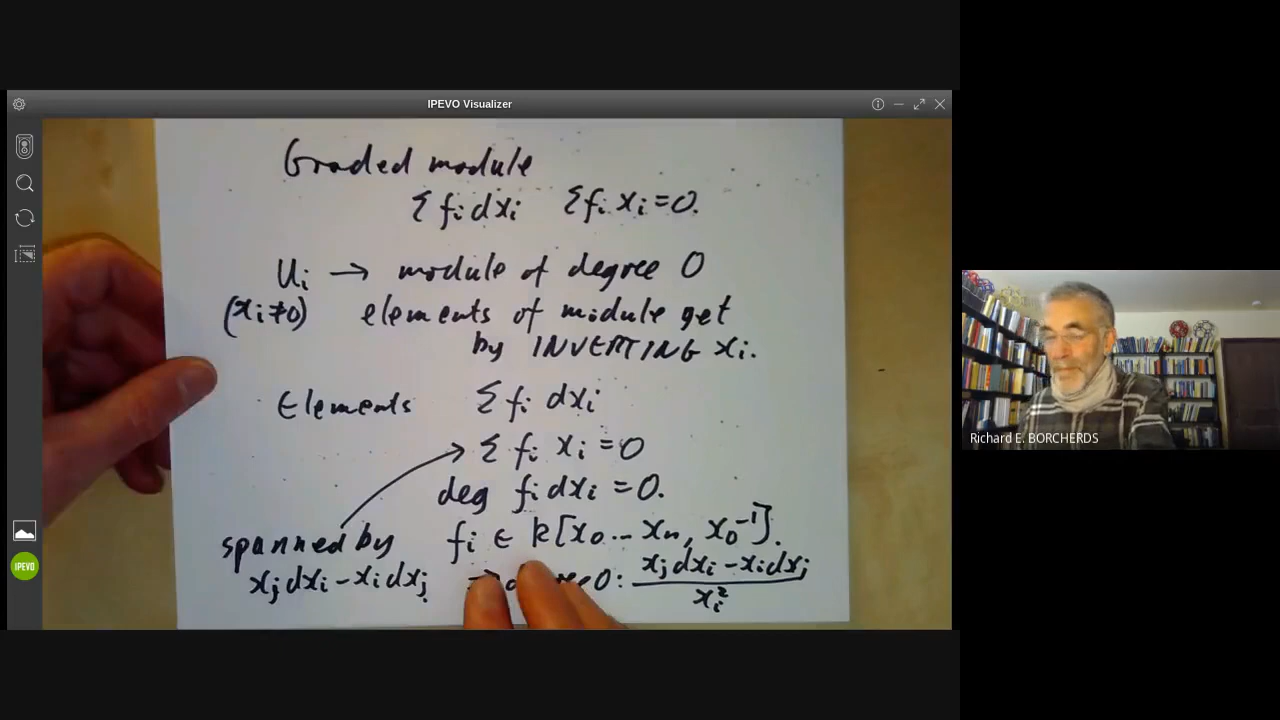 IPEVO Visualizer
Graded module
Σ fi dxi Σ fi xi = 0.
Ui → module of degree 0
(xi ≠ 0) elements of module get
by INVERTING xi.
Elements Σ fi dxi
Σ fi xi = 0
deg fi dxi = 0.
spanned by fi ∈ k[x0 ... xn, x0⁻¹].
xj dxi - xi dxj. 0: (xj dxi - xi dxj) / xi²
IPEVO
Richard E. BORCHERDS